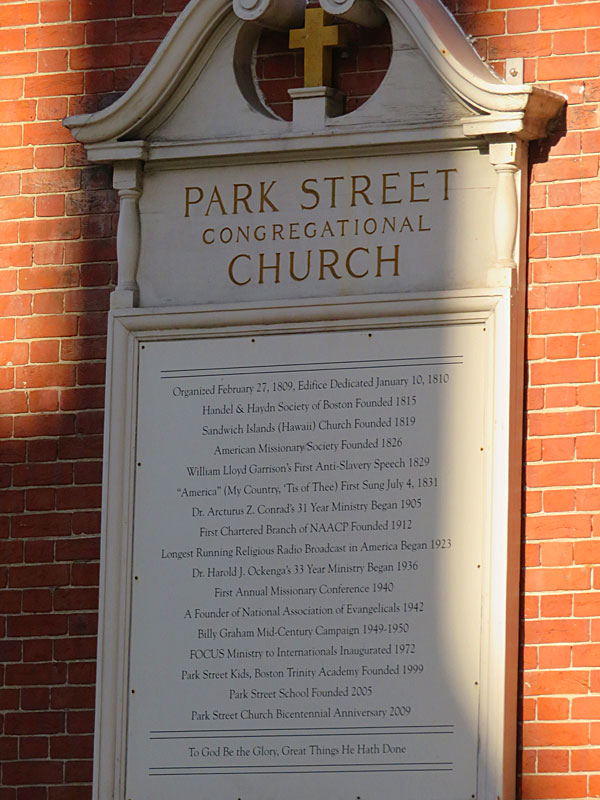 PARK STREET
CONGREGATIONAL
CHURCH
Organized February 27, 1809, Edifice Dedicated January 10, 1810
Handel & Haydn Society of Boston Founded 1815
Sandwich Islands (Hawaii) Church Founded 1819
American Missionary Society Founded 1826
William Lloyd Garrison's First Anti-Slavery Speech 1829
"America" (My Country, 'Tis of Thee) First Sung July 4, 1831
Dr. Arcturus Z. Conrad's 31 Year Ministry Began 1905
First Chartered Branch of NAACP Founded 1912
Longest Running Religious Radio Broadcast in America Began 1923
Dr. Harold J. Ockenga's 33 Year Ministry Began 1936
First Annual Missionary Conference 1940
A Founder of National Association of Evangelicals 1942
Billy Graham Mid-Century Campaign 1949-1950
FOCUS Ministry to Internationals Inaugurated 1972
Park Street Kids, Boston Trinity Academy Founded 1999
Park Street School Founded 2005
Park Street Church Bicentennial Anniversary 2009
To God Be the Glory, Great Things He Hath Done